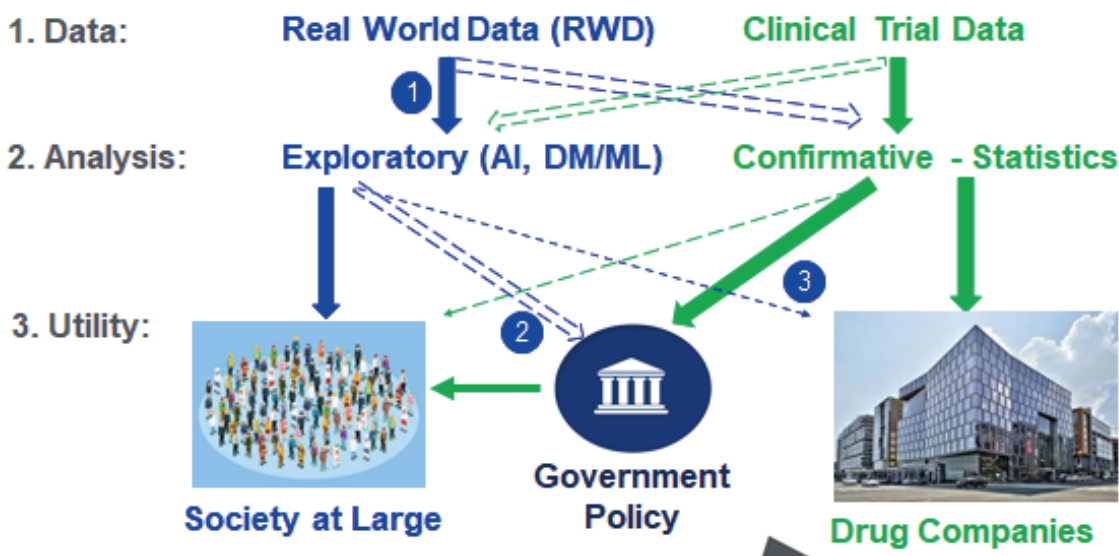 1. Data:
Real World Data (RWD)
Clinical Trial Data
1
2. Analysis:
Exploratory (AI, DM/ML)
Confirmative - Statistics
3
3. Utility:
2
Society at Large
Government
Policy
Drug Companies